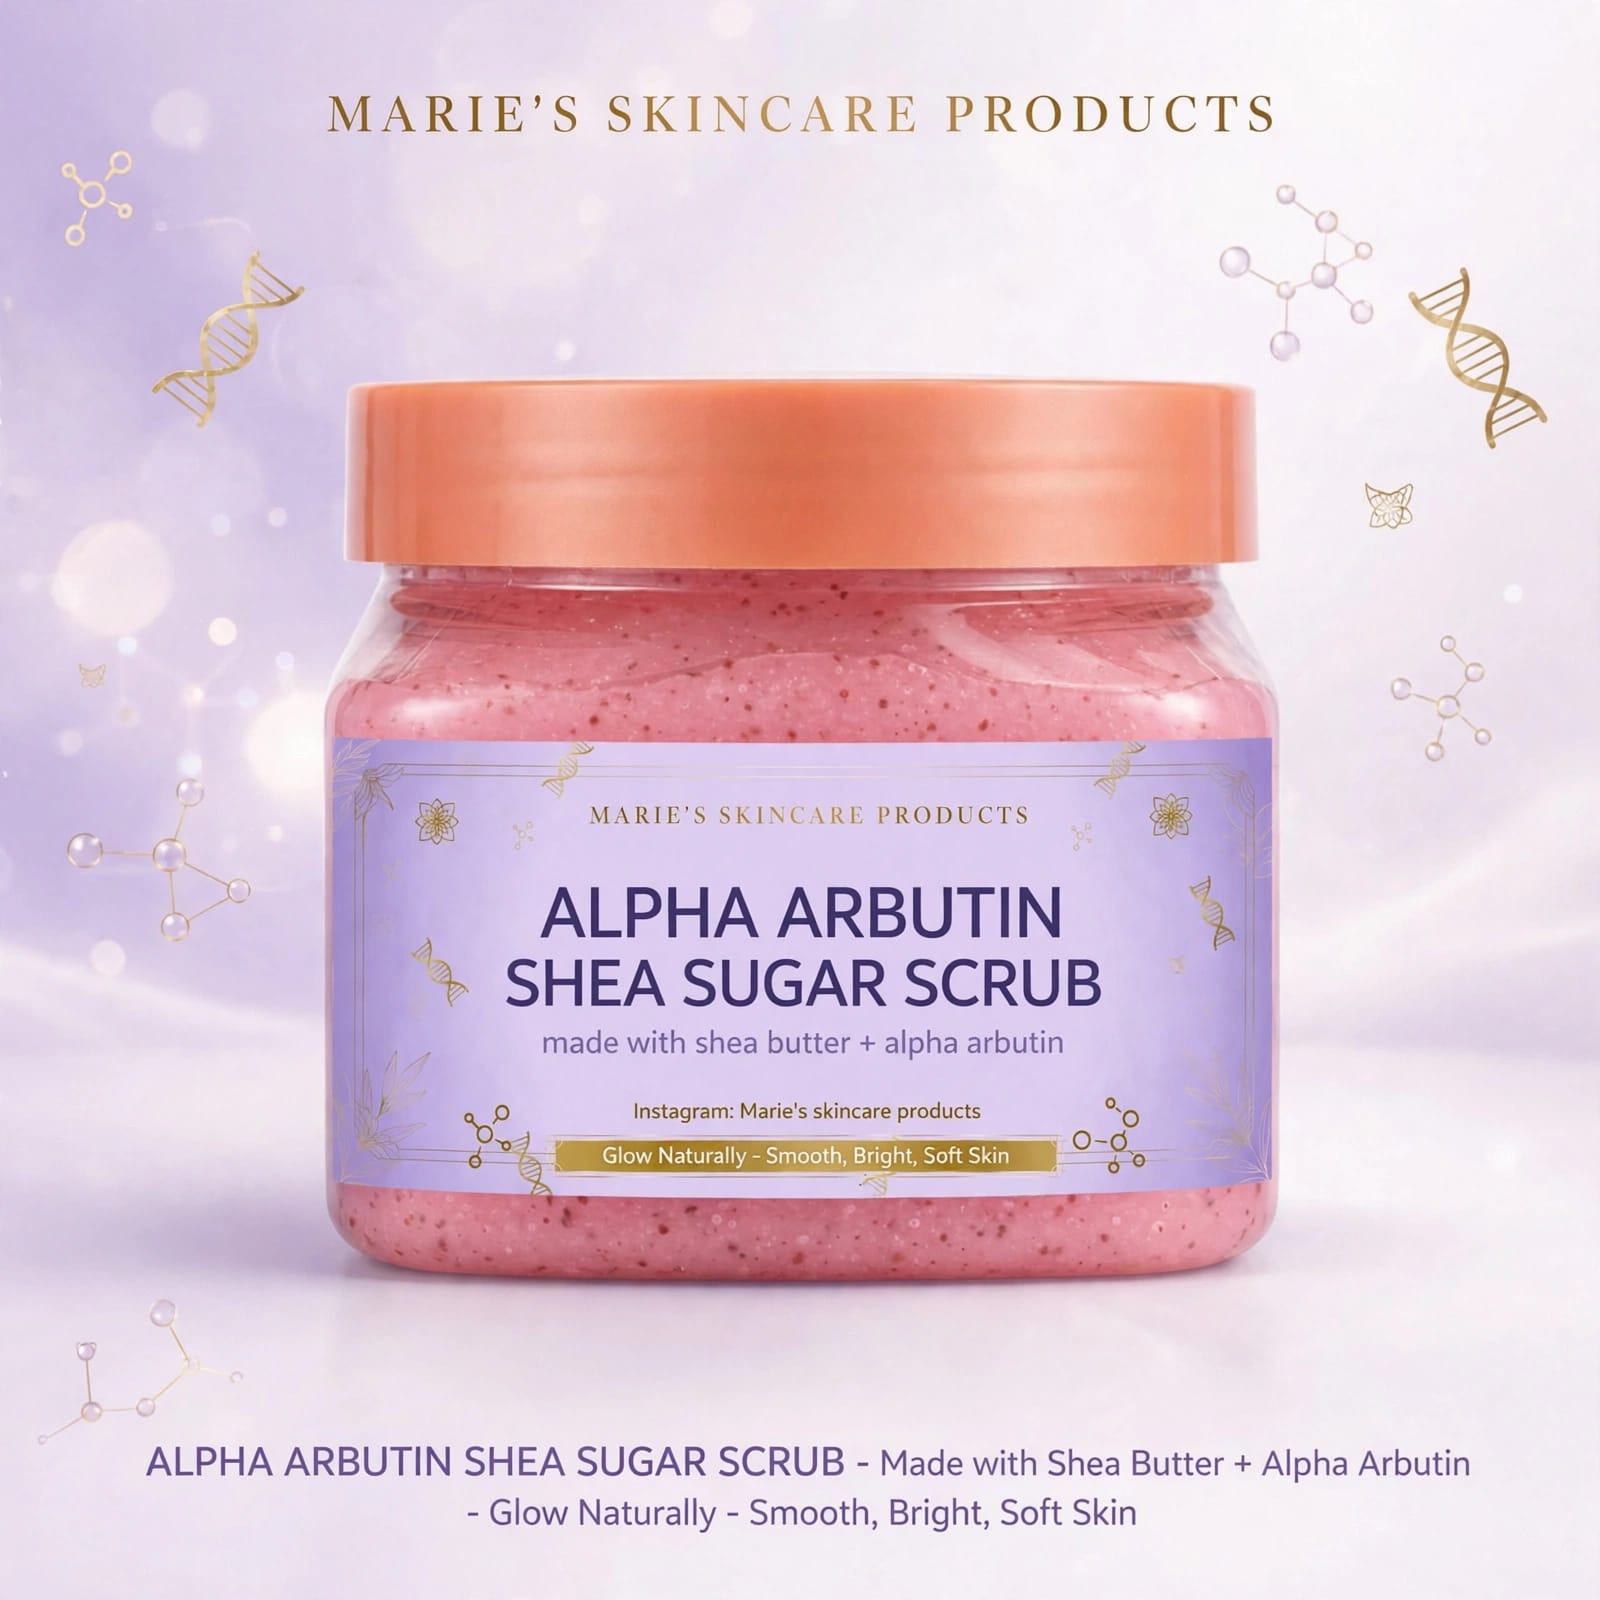 MARIE'S SKINCARE PRODUCTS
MARIE'S SKINCARE PRODUCTS
ALPHA ARBUTIN
SHEA SUGAR SCRUB
made with shea butter + alpha arbutin
Instagram: Marie's skincare products
Glow Naturally - Smooth, Bright, Soft Skin
ALPHA ARBUTIN SHEA SUGAR SCRUB - Made with Shea Butter + Alpha Arbutin
- Glow Naturally - Smooth, Bright, Soft Skin